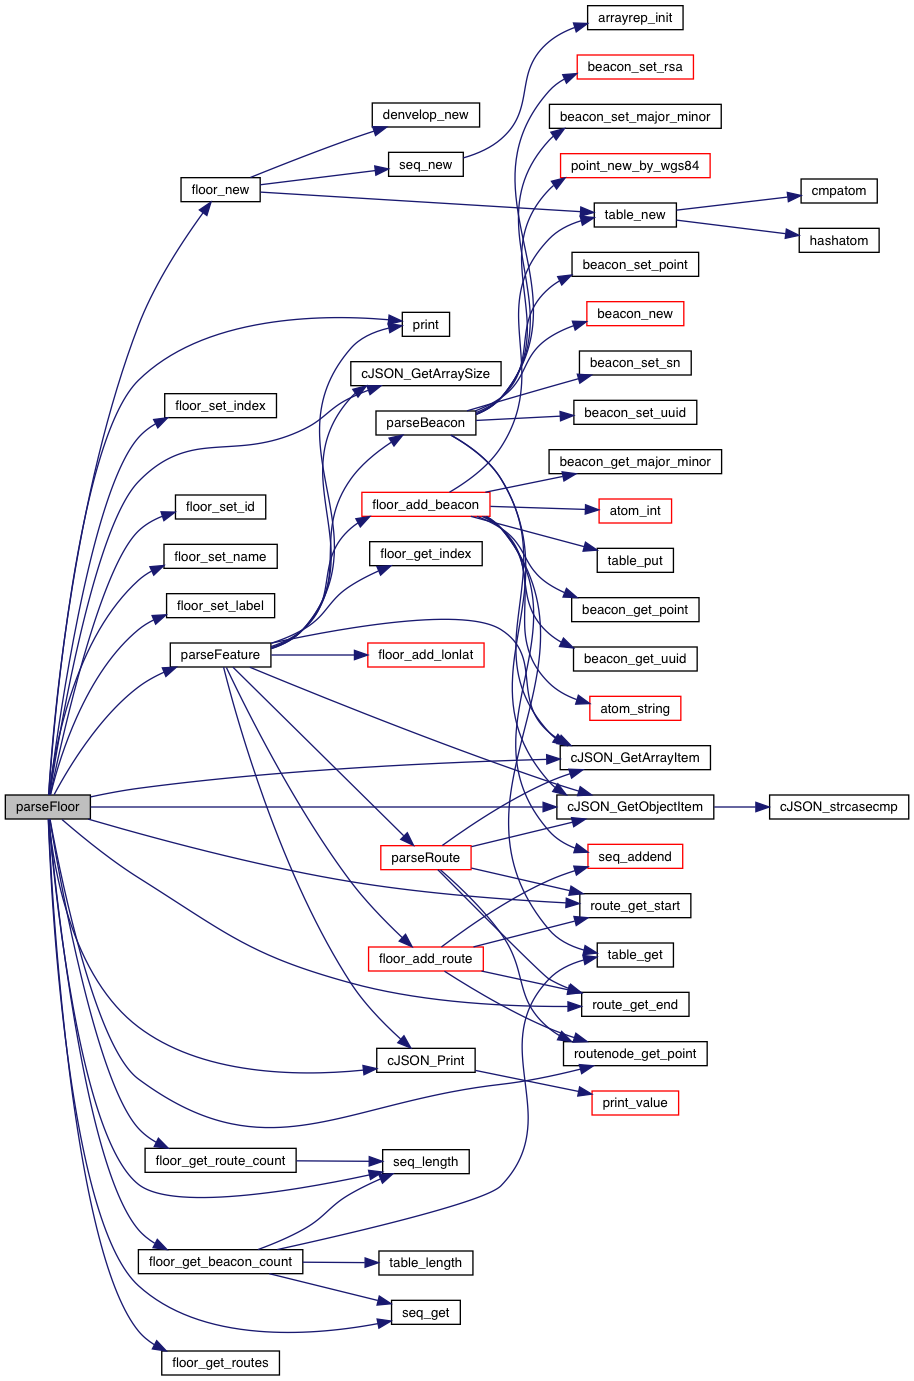 arrayrep_init
beacon_set_rsa
denvelop_new
beacon_set_major_minor
seq_new
point_new_by_wgs84
floor_new
cmpatom
table_new
hashatom
beacon_set_point
beacon_new
print
beacon_set_sn
cJSON_GetArraySize
floor_set_index
beacon_set_uuid
parseBeacon
beacon_get_major_minor
floor_add_beacon
floor_set_id
atom_int
floor_get_index
floor_set_name
table_put
floor_set_label
beacon_get_point
parseFeature
floor_add_lonlat
beacon_get_uuid
atom_string
cJSON_GetArrayItem
parseFloor
cJSON_GetObjectItem
cJSON_strcasecmp
parseRoute
seq_addend
route_get_start
floor_add_route
table_get
route_get_end
cJSON_Print
routenode_get_point
print_value
floor_get_route_count
seq_length
floor_get_beacon_count
table_length
seq_get
floor_get_routes